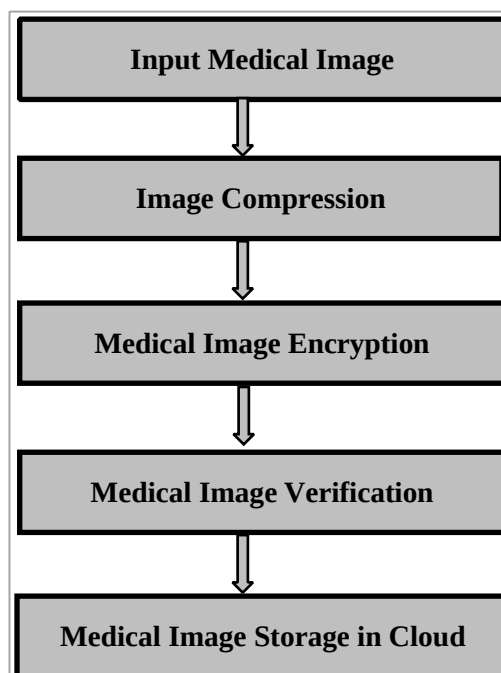 Input Medical Image
Image Compression
Medical Image Encryption
Medical Image Verification
Medical Image Storage in Cloud